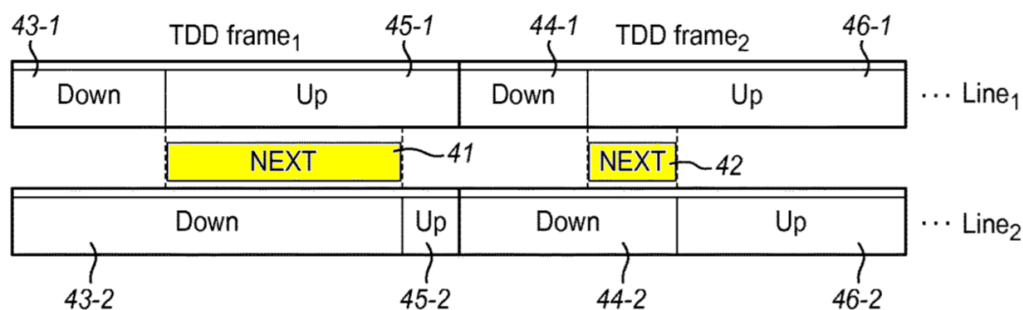 43-1 TDD frame1 45-1 44-1 TDD frame2 46-1
Down Up Down Up ··· Line1
NEXT 41 NEXT 42
Down Up Down Up ··· Line2
43-2 45-2 44-2 46-2